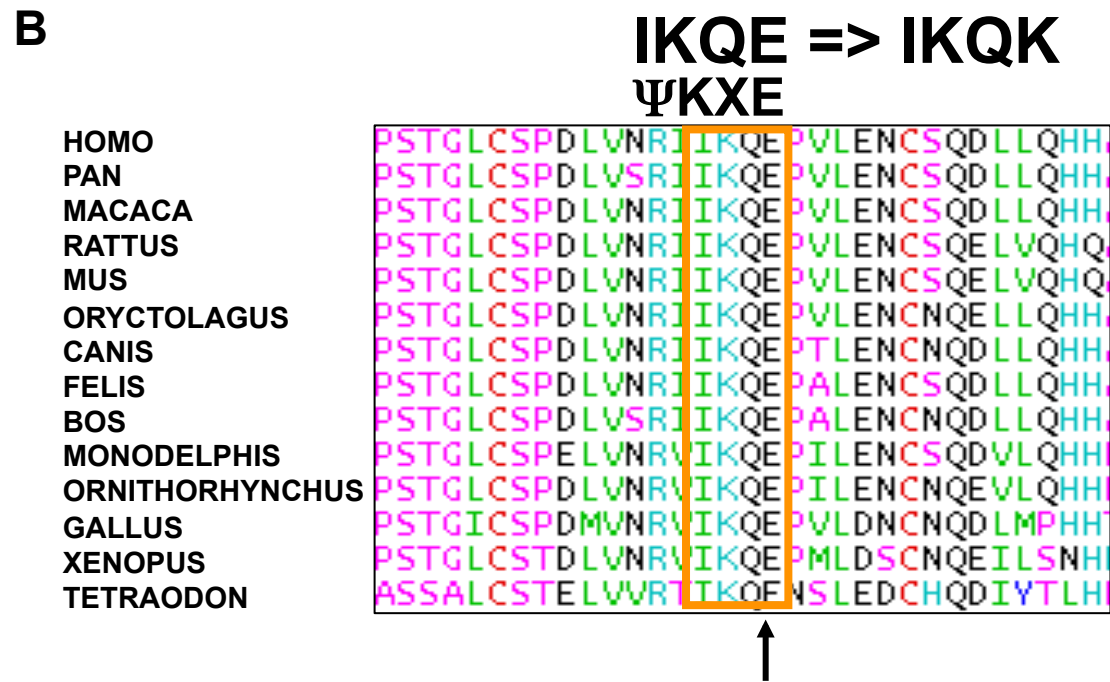 B
IKQE => IKQK
ΨKXE
HOMO PSTGLCSPDLVNRIIKQEPVLENCSQDLLQHH
PAN PSTGLCSPDLVSRIIKQEPVLENCSQDLLQHH
MACACA PSTGLCSPDLVNRIIKQEPVLENCSQDLLQHH
RATTUS PSTGLCSPDLVNRIIKQEPVLENCSQELVQHQ
MUS PSTGLCSPDLVNRIIKQEPVLENCSQELVQHQ
ORYCTOLAGUS PSTGLCSPDLVNRIIKQEPVLENCNQELLQHH
CANIS PSTGLCSPDLVNRIIKQEPTLENCNQDLLQHH
FELIS PSTGLCSPDLVNRIIKQEPALENCSQDLLQHH
BOS PSTGLCSPDLVSRIIKQEPALENCNQDLLQHH
MONODELPHIS PSTGLCSPELVNRVIKQEPILENCSQDVLQHH
ORNITHORHYNCHUS PSTGLCSPDLVNRVIKQEPILENCNQEVLQHH
GALLUS PSTGICSPDMVNRVIKQEPVLDNCNQDLMPHH
XENOPUS PSTGLCSTDLVNRVIKQEPMLDSCNQEILSNH
TETRAODON ASSALCSTELVVRTIKQENSLEDCHQDIYTLH